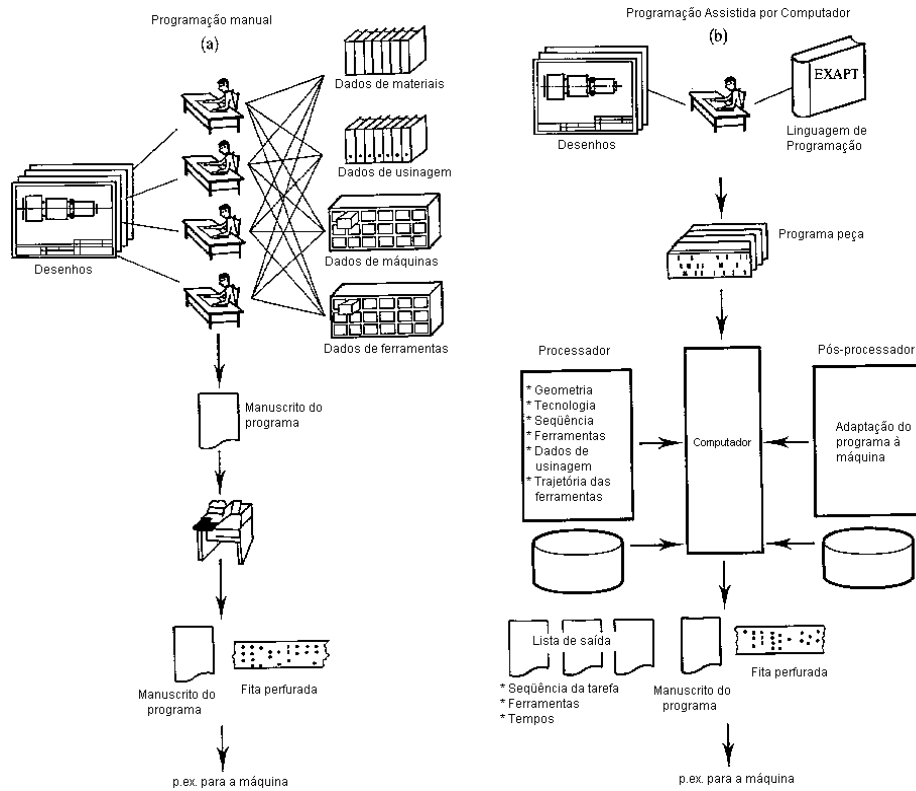 Programação manual
(a)
Dados de materiais
Dados de usinagem
Dados de máquinas
Dados de ferramentas
Desenhos
Manuscrito do
programa
Manuscrito do
programa
Fita perfurada
p.ex. para a máquina
Programação Assistida por Computador
(b)
EXAPT
Desenhos
Linguagem de
Programação
Programa peça
Processador
* Geometria
* Tecnologia
* Seqüência
* Ferramentas
* Dados de
usinagem
* Trajetória das
ferramentas
Computador
Pós-processador
Adaptação do
programa à
máquina
Lista de saída
* Seqüência da tarefa
* Ferramentas
* Tempos
Manuscrito do
programa
Fita perfurada
p.ex. para a máquina